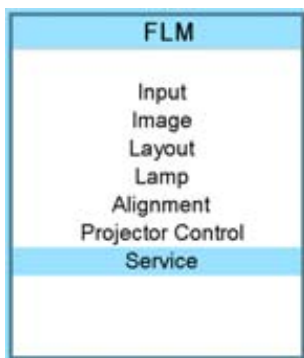 FLM
Input
Image
Layout
Lamp
Alignment
Projector Control
Service